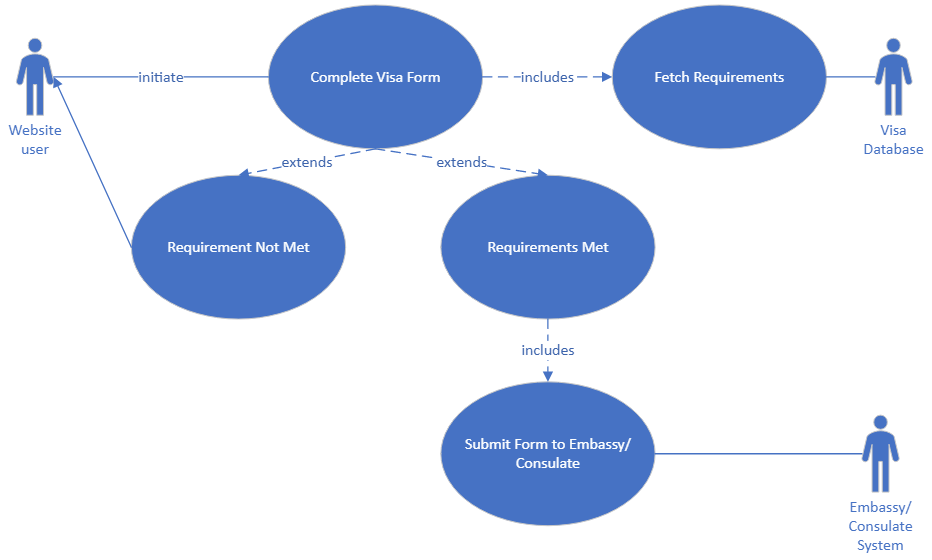 initiate
Complete Visa Form
includes
Fetch Requirements
Website
user
Visa
Database
extends
extends
Requirement Not Met
Requirements Met
includes
Submit Form to Embassy/
Consulate
Embassy/
Consulate
System